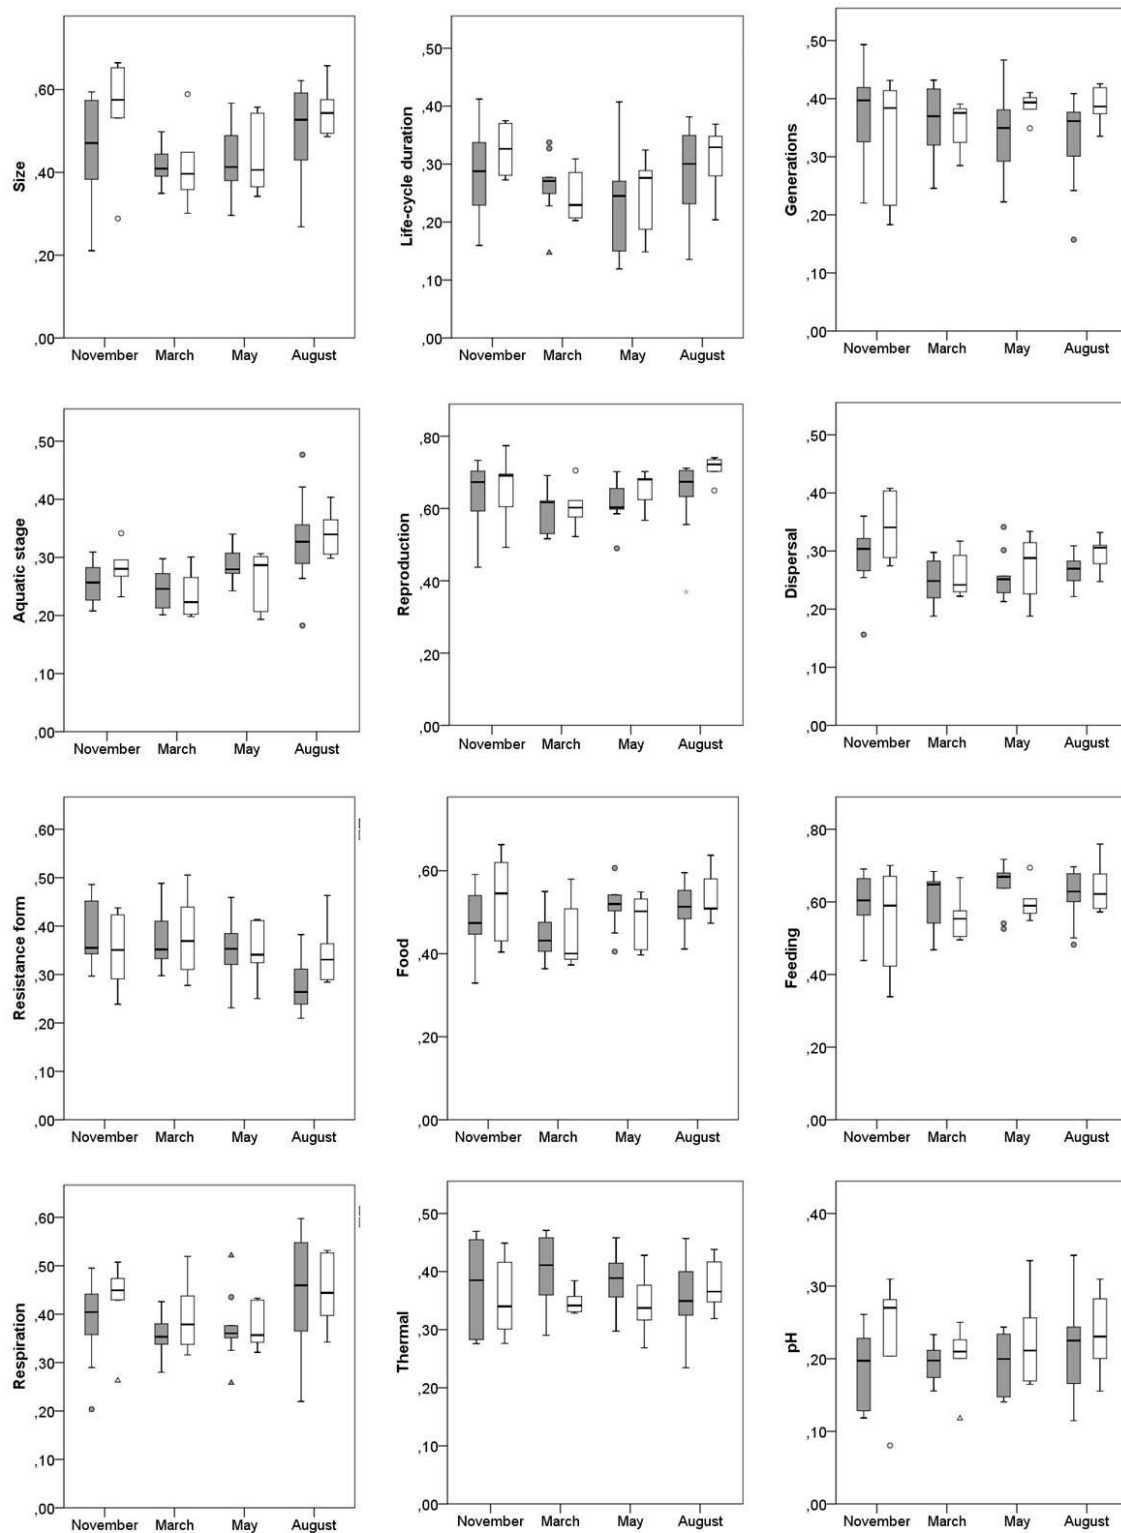 Size
,60
,40
,20
,00
November March May August
Life-cycle duration
,50
,40
,30
,20
,10
,00
November March May August
Generations
,50
,40
,30
,20
,10
,00
November March May August
Aquatic stage
,50
,40
,30
,20
,10
,00
November March May August
Reproduction
,80
,60
,40
,20
,00
November March May August
Dispersal
,50
,40
,30
,20
,10
,00
November March May August
Resistance form
,60
,50
,40
,30
,20
,10
,00
November March May August
Food
,60
,40
,20
,00
November March May August
Feeding
,80
,60
,40
,20
,00
November March May August
Respiration
,60
,50
,40
,30
,20
,10
,00
November March May August
Thermal
,50
,40
,30
,20
,10
,00
November March May August
pH
,40
,30
,20
,10
,00
November March May August